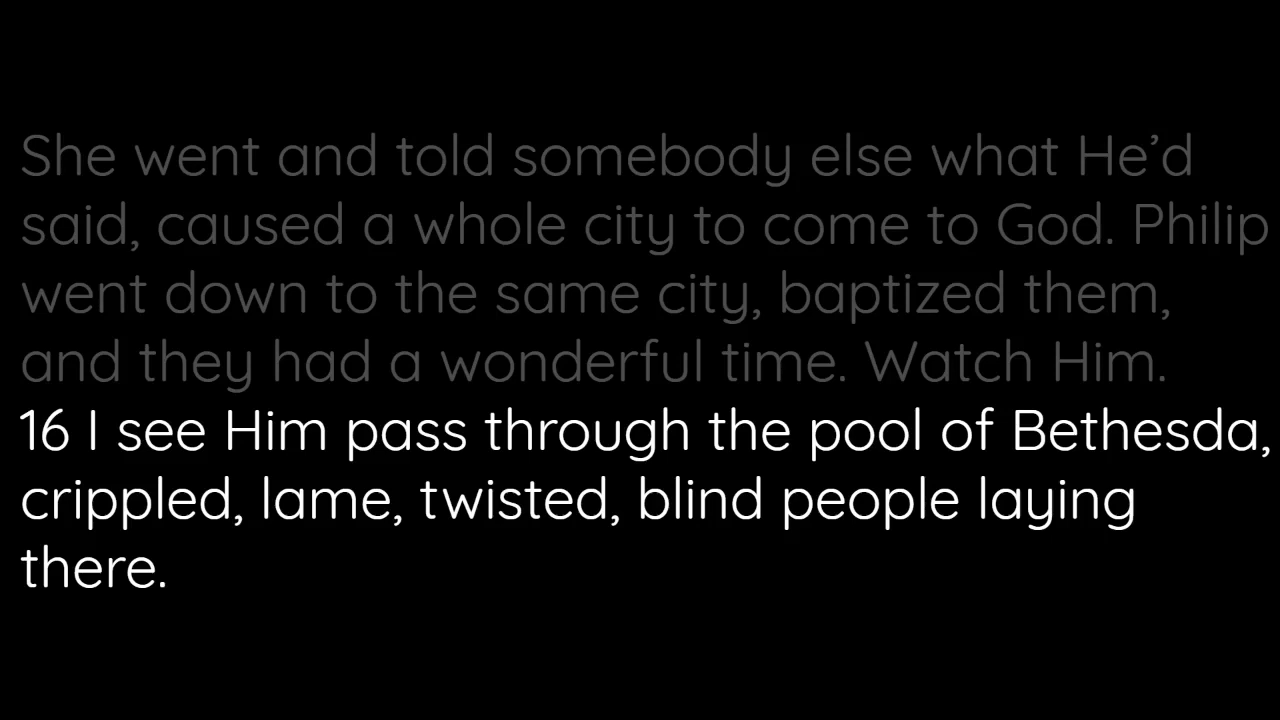 She went and told somebody else what He’d
said, caused a whole city to come to God. Philip
went down to the same city, baptized them,
and they had a wonderful time. Watch Him.
16 I see Him pass through the pool of Bethesda,
crippled, lame, twisted, blind people laying
there.